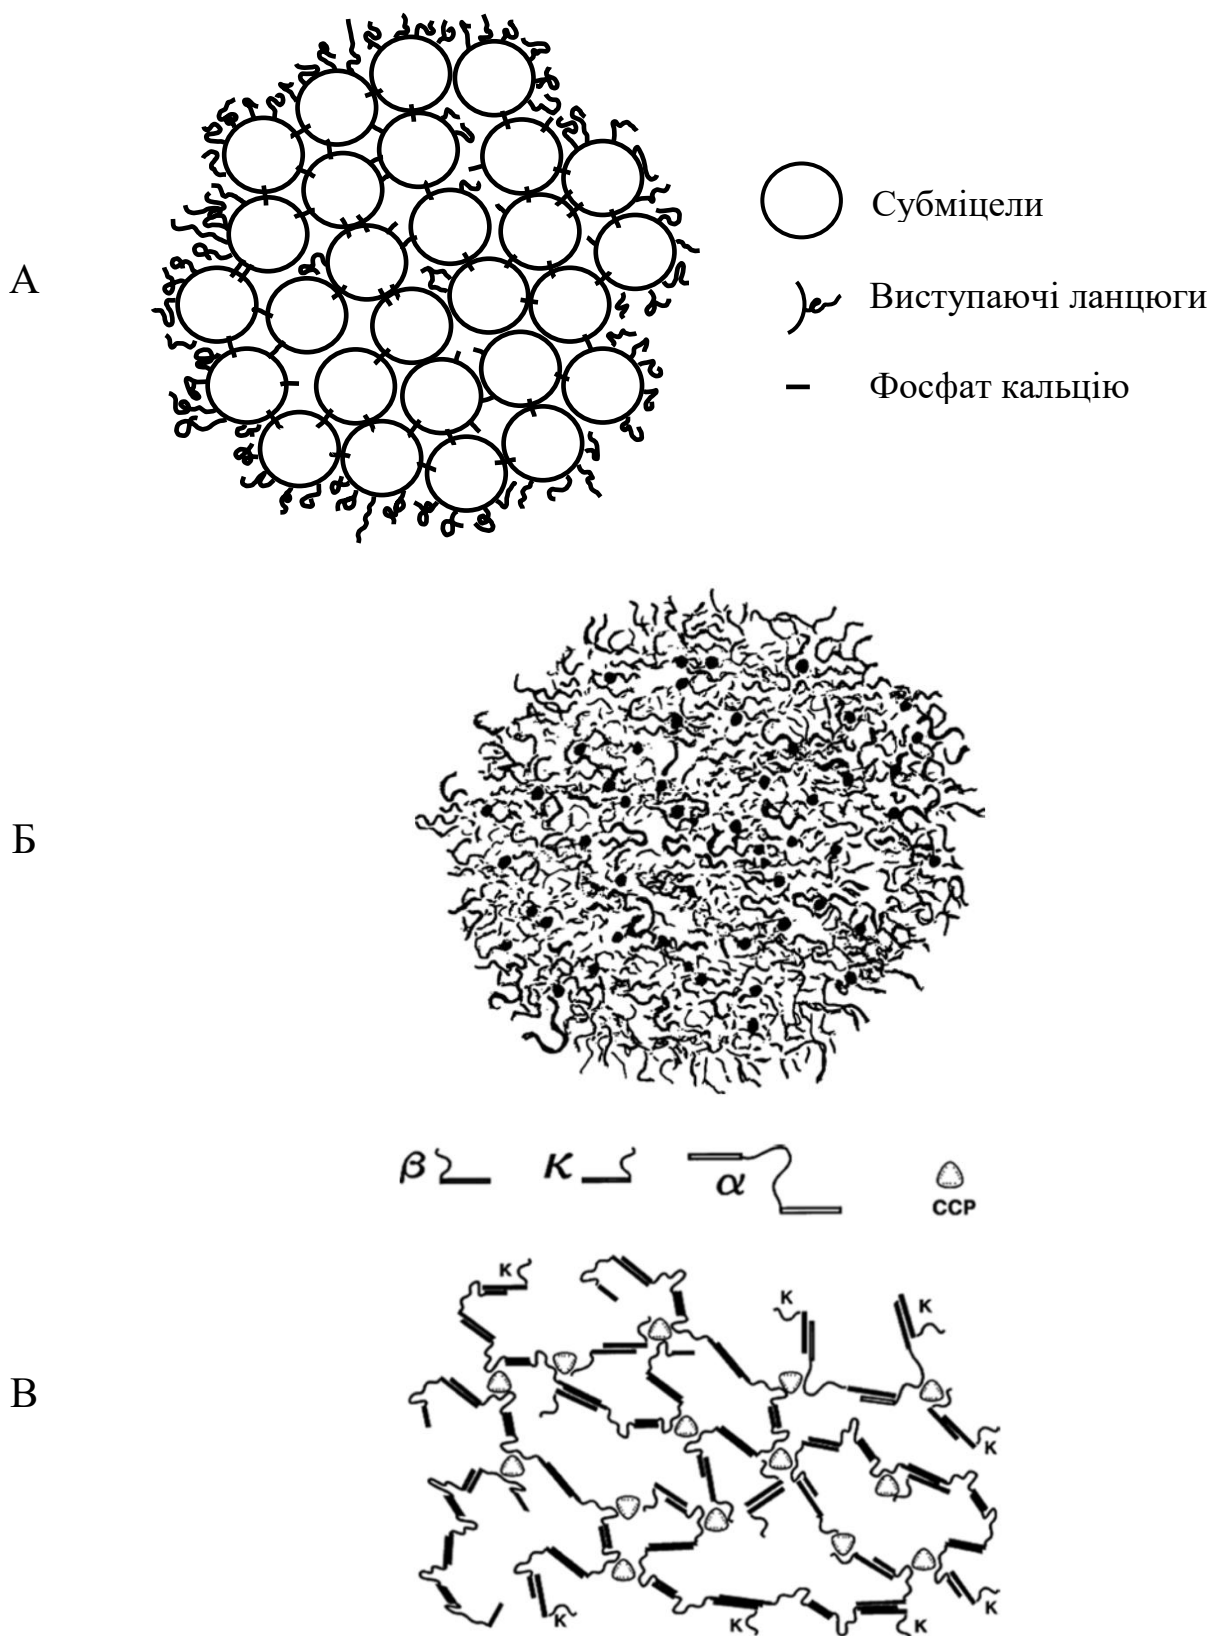 А
Субміцели
Виступаючі ланцюги
Фосфат кальцію
Б
β
κ
α
CCP
В
K
K
K
K
K
K
K
K